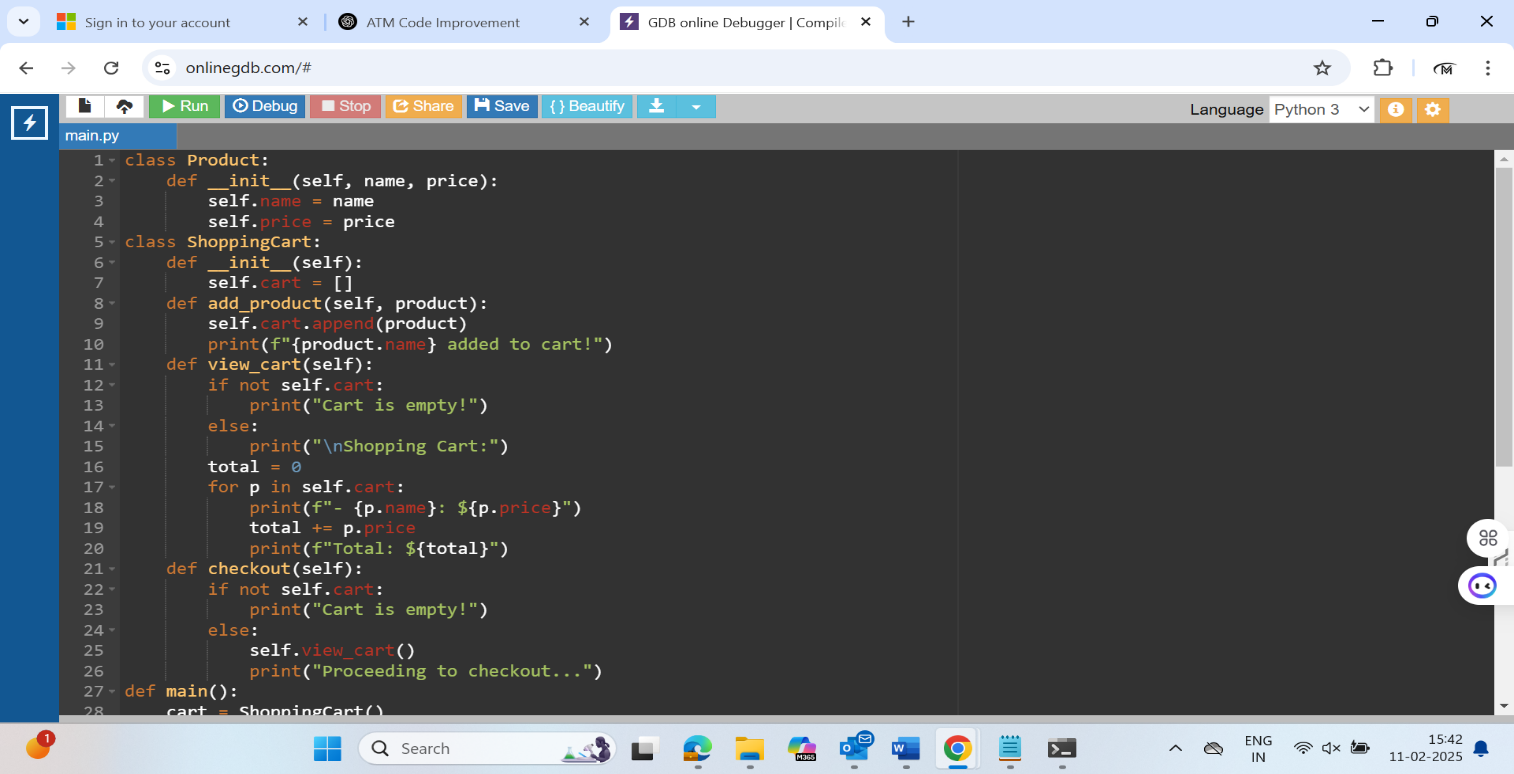 Sign in to your account
ATM Code Improvement
GDB online Debugger | Compile
onlinegdb.com/#
Run Debug Stop Share Save { } Beautify
Language Python 3
main.py
1 class Product:
2     def __init__(self, name, price):
3         self.name = name
4         self.price = price
5 class ShoppingCart:
6     def __init__(self):
7         self.cart = []
8     def add_product(self, product):
9         self.cart.append(product)
10         print(f"{product.name} added to cart!")
11     def view_cart(self):
12         if not self.cart:
13             print("Cart is empty!")
14         else:
15             print("\nShopping Cart:")
16         total = 0
17         for p in self.cart:
18             print(f"- {p.name}: ${p.price}")
19             total += p.price
20             print(f"Total: ${total}")
21     def checkout(self):
22         if not self.cart:
23             print("Cart is empty!")
24         else:
25             self.view_cart()
26             print("Proceeding to checkout...")
27 def main():
28     cart = ShoppingCart()
1
Search
M365
ENG
IN
15:42
11-02-2025